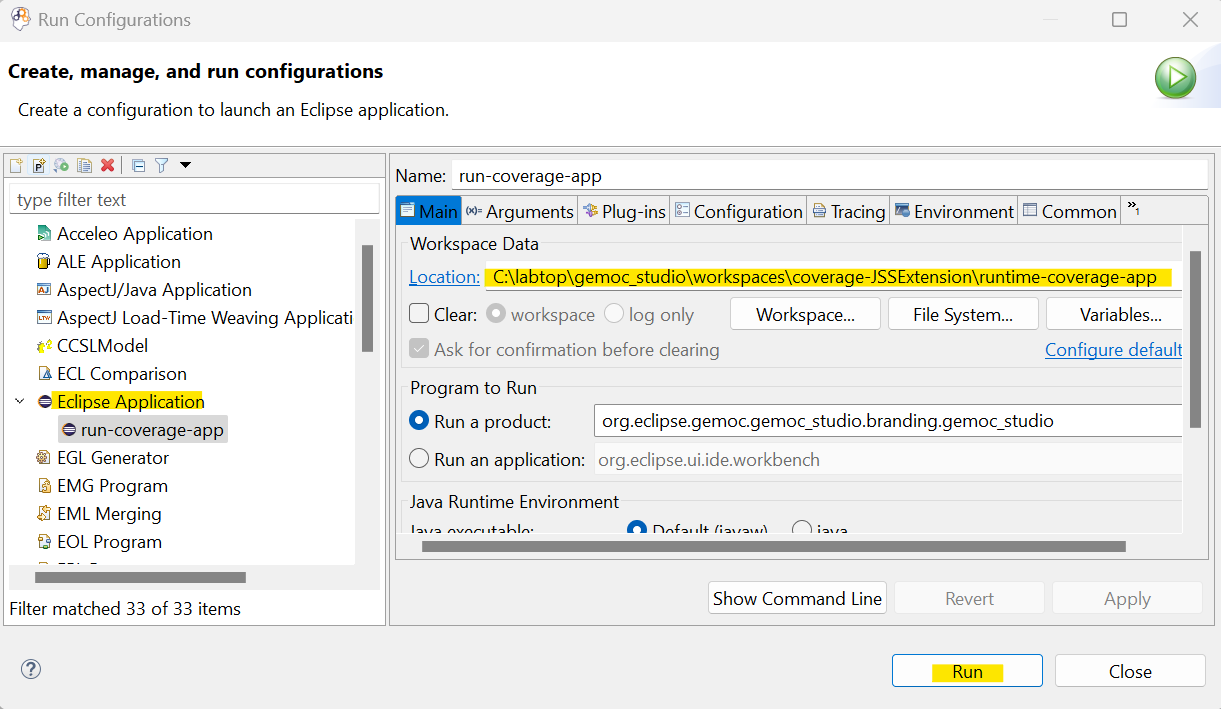 Run Configurations
Create, manage, and run configurations
Create a configuration to launch an Eclipse application.
type filter text
Acceleo Application
ALE Application
AspectJ/Java Application
AspectJ Load-Time Weaving Applicati
CCSLModel
ECL Comparison
Eclipse Application
run-coverage-app
EGL Generator
EMG Program
EML Merging
EOL Program
Filter matched 33 of 33 items
Name: run-coverage-app
Main Arguments Plug-ins Configuration Tracing Environment Common »1
Workspace Data
Location: C:\labtop\gemoc_studio\workspaces\coverage-JSSExtension\runtime-coverage-app
Clear: workspace log only Workspace... File System... Variables...
Ask for confirmation before clearing Configure default
Program to Run
Run a product: org.eclipse.gemoc.gemoc_studio.branding.gemoc_studio
Run an application: org.eclipse.ui.ide.workbench
Java Runtime Environment
Java executable: Default (javaw) java
Show Command Line Revert Apply
Run Close